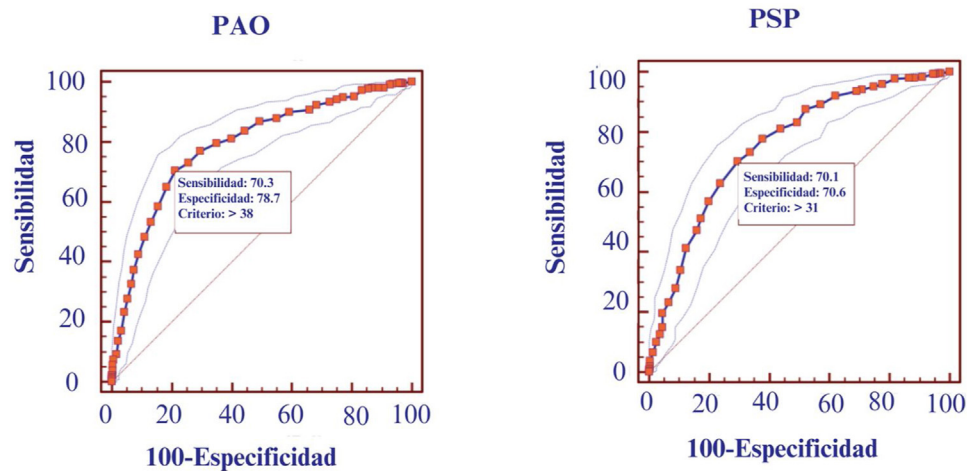 PAO
Sensibilidad
100
80
60
40
20
0
Sensibilidad: 70.3
Especificidad: 78.7
Criterio: > 38
0 20 40 60 80 100
100-Especificidad
PSP
Sensibilidad
100
80
60
40
20
0
Sensibilidad: 70.1
Especificidad: 70.6
Criterio: > 31
0 20 40 60 80 100
100-Especificidad